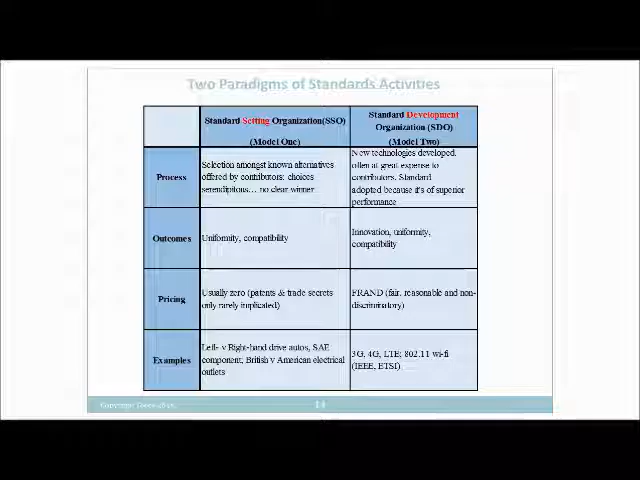 Two Paradigms of Standards Activities
Standard Setting Organization(SSO)
(Model One)
Standard Development
Organization (SDO)
(Model Two)
Process
Selection amongst known alternatives
offered by contributors; choices
serendipitous… no clear winner
New technologies developed,
often at great expense to
contributors. Standard
adopted because it's of superior
performance
Outcomes
Uniformity, compatibility
Innovation, uniformity,
compatibility
Pricing
Usually zero (patents & trade secrets
only rarely implicated)
FRAND (fair, reasonable and non-
discriminatory)
Examples
Left- v Right-hand drive autos, SAE
component; British v American electrical
outlets
3G, 4G, LTE; 802.11 wi-fi
(IEEE, ETSI)
Copyright